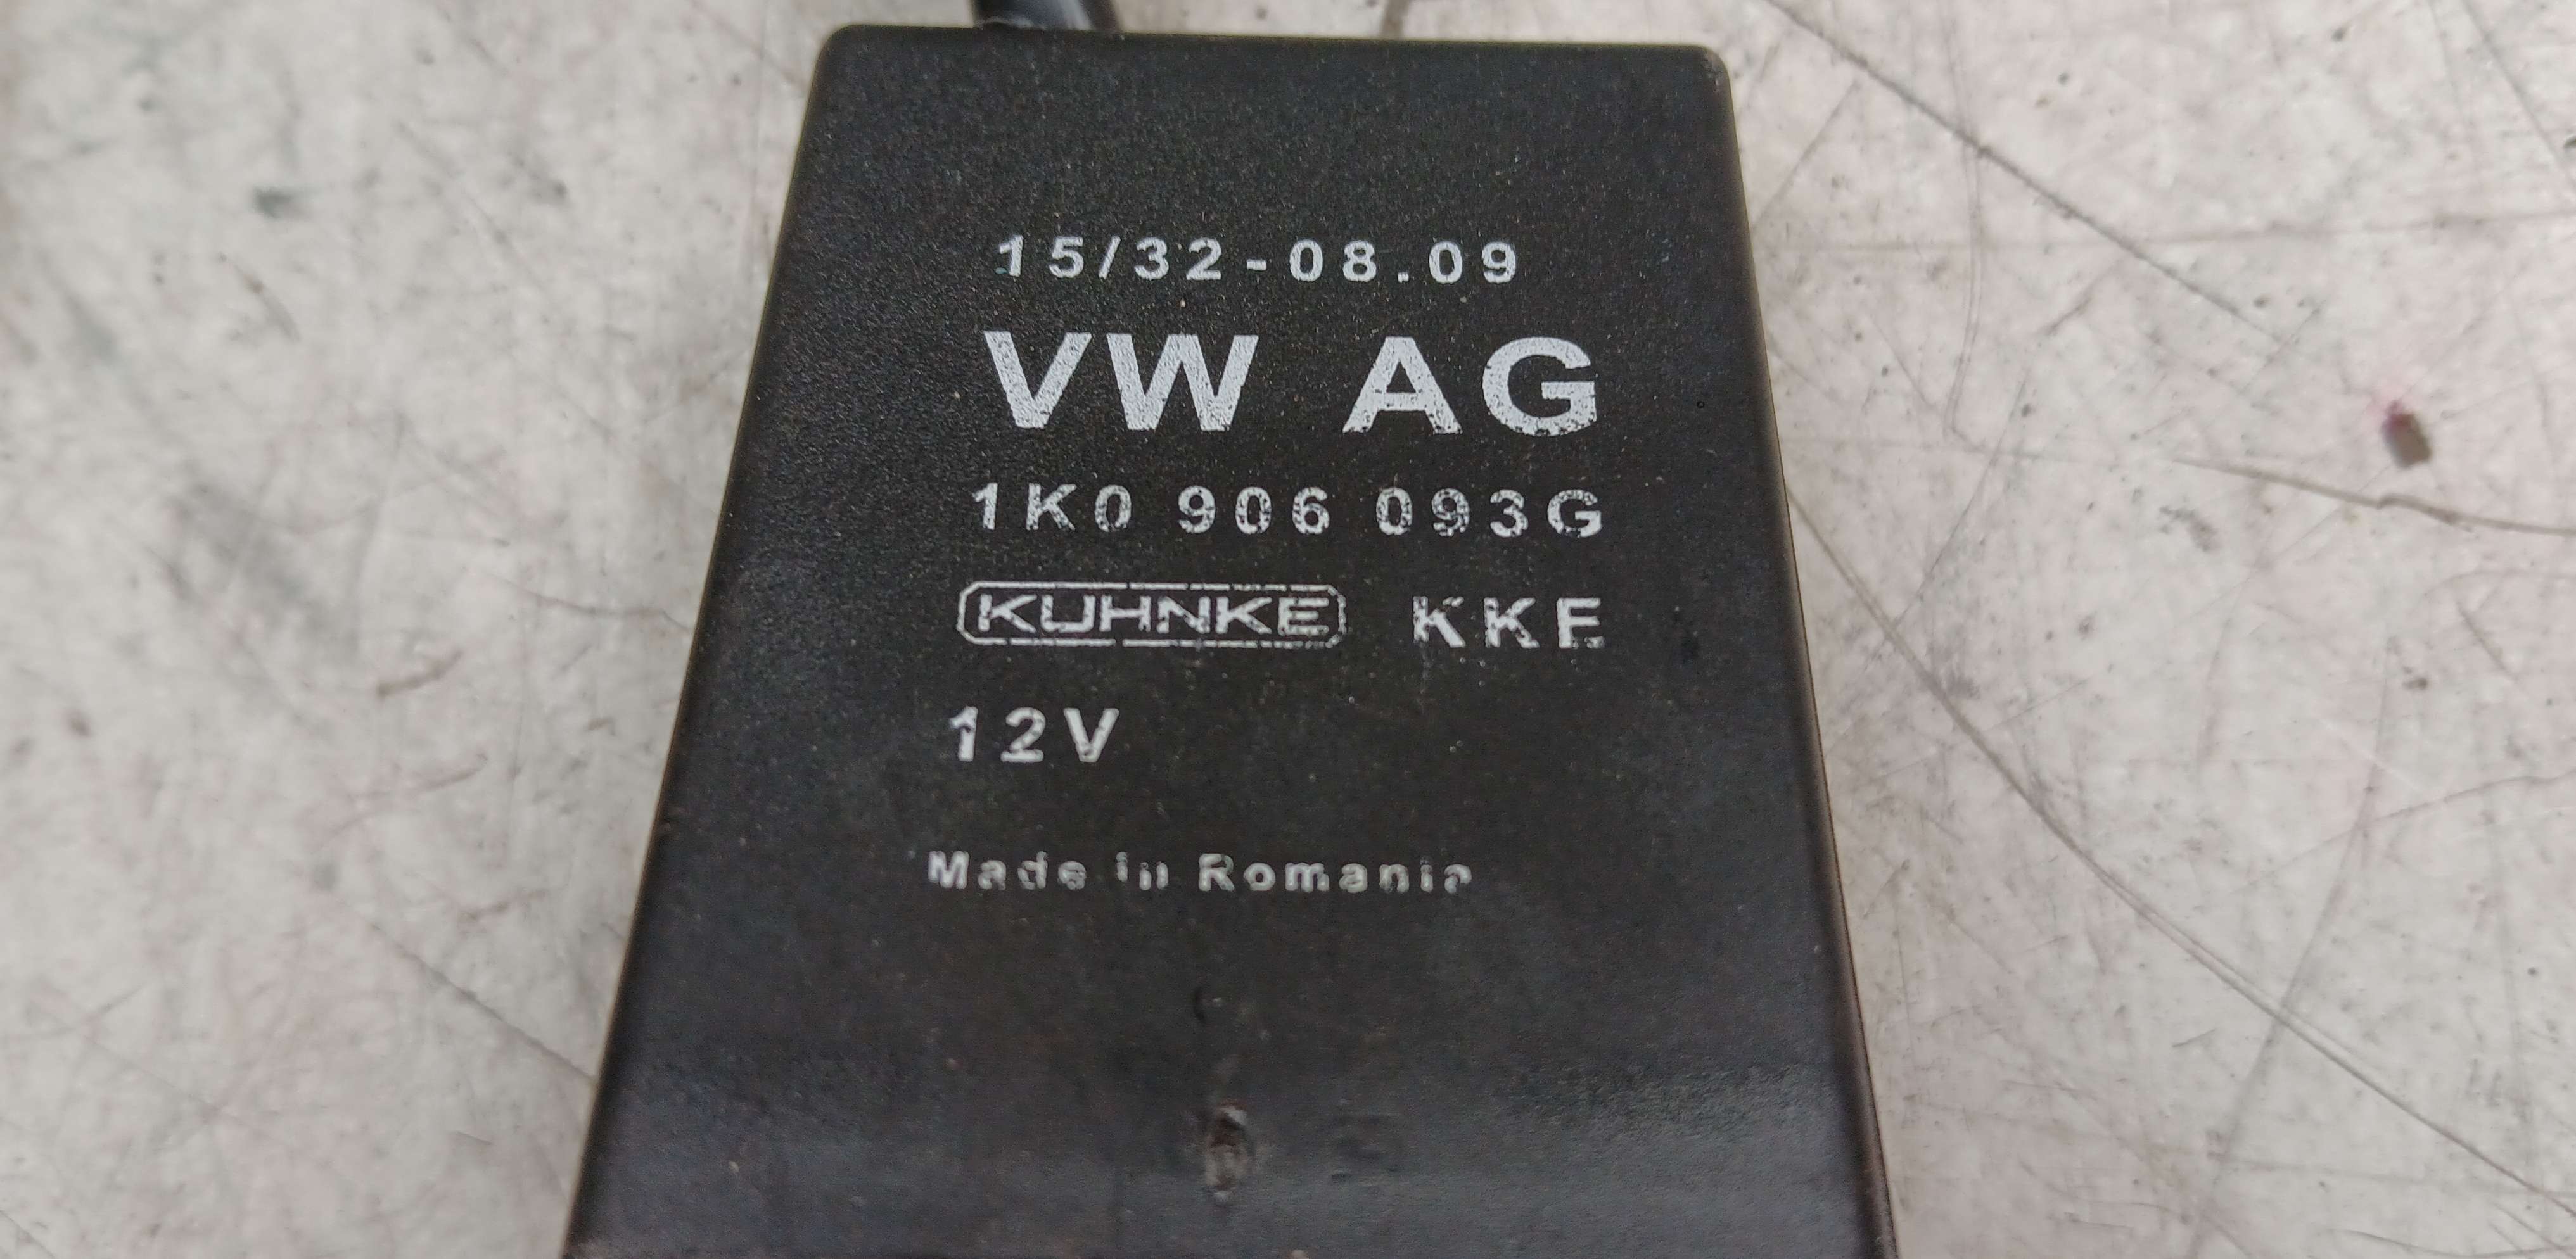 15/32-08.09
VW AG
1K0 906 093G
KUHNKE KKE
12V
Made in Romania